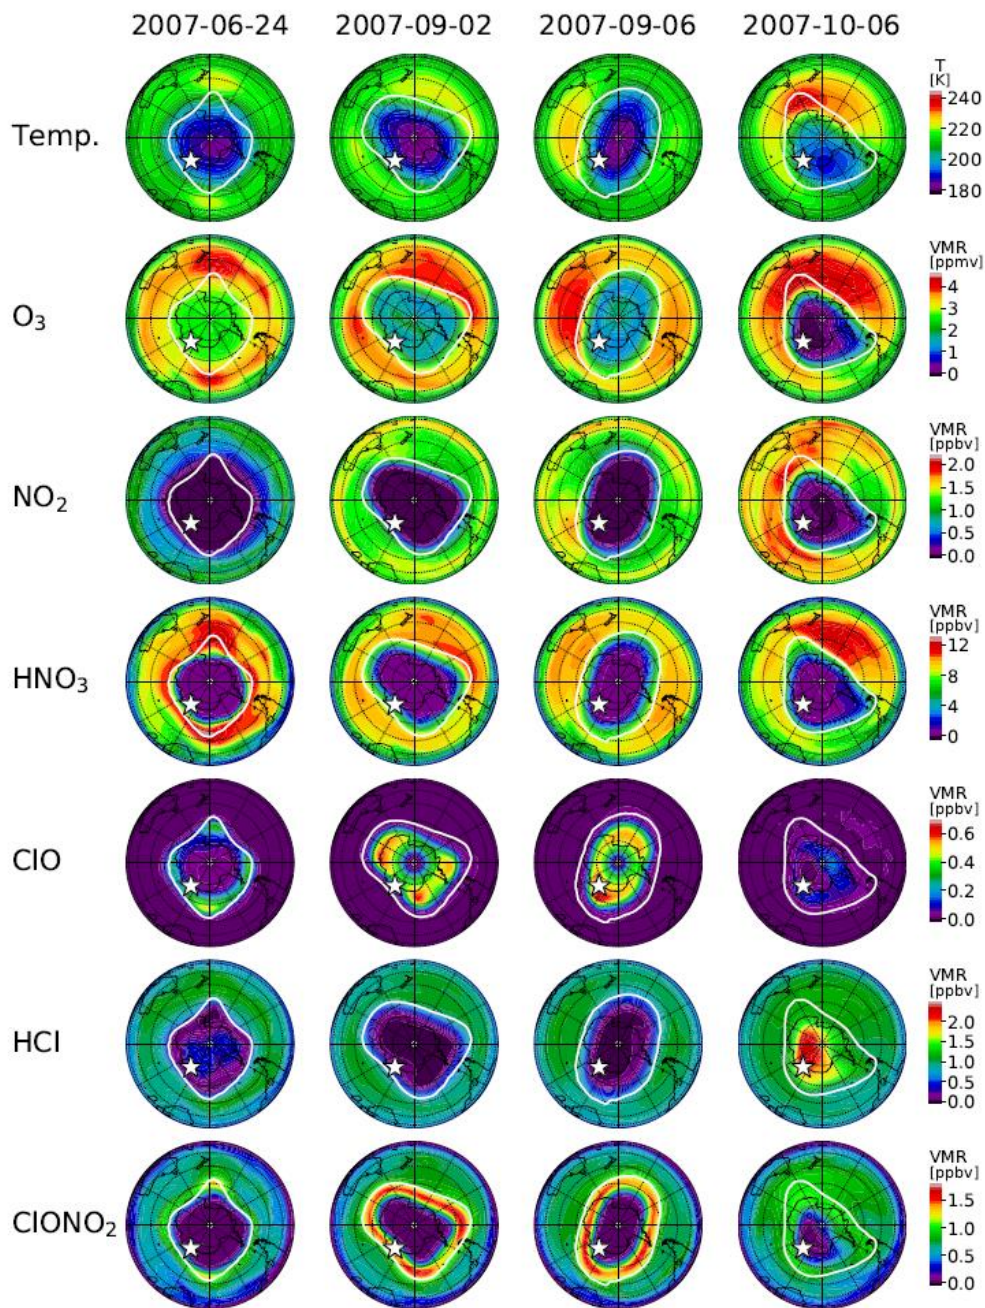 2007-06-24 2007-09-02 2007-09-06 2007-10-06
Temp.
T
[K]
240
220
200
180
O3
VMR
[ppmv]
4
3
2
1
0
NO2
VMR
[ppbv]
2.0
1.5
1.0
0.5
0.0
HNO3
VMR
[ppbv]
12
8
4
0
ClO
VMR
[ppbv]
0.6
0.4
0.2
0.0
HCl
VMR
[ppbv]
2.0
1.5
1.0
0.5
0.0
ClONO2
VMR
[ppbv]
1.5
1.0
0.5
0.0